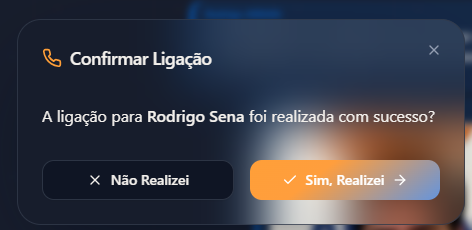 Confirmar Ligação
A ligação para Rodrigo Sena foi realizada com sucesso?
Não Realizei
Sim, Realizei